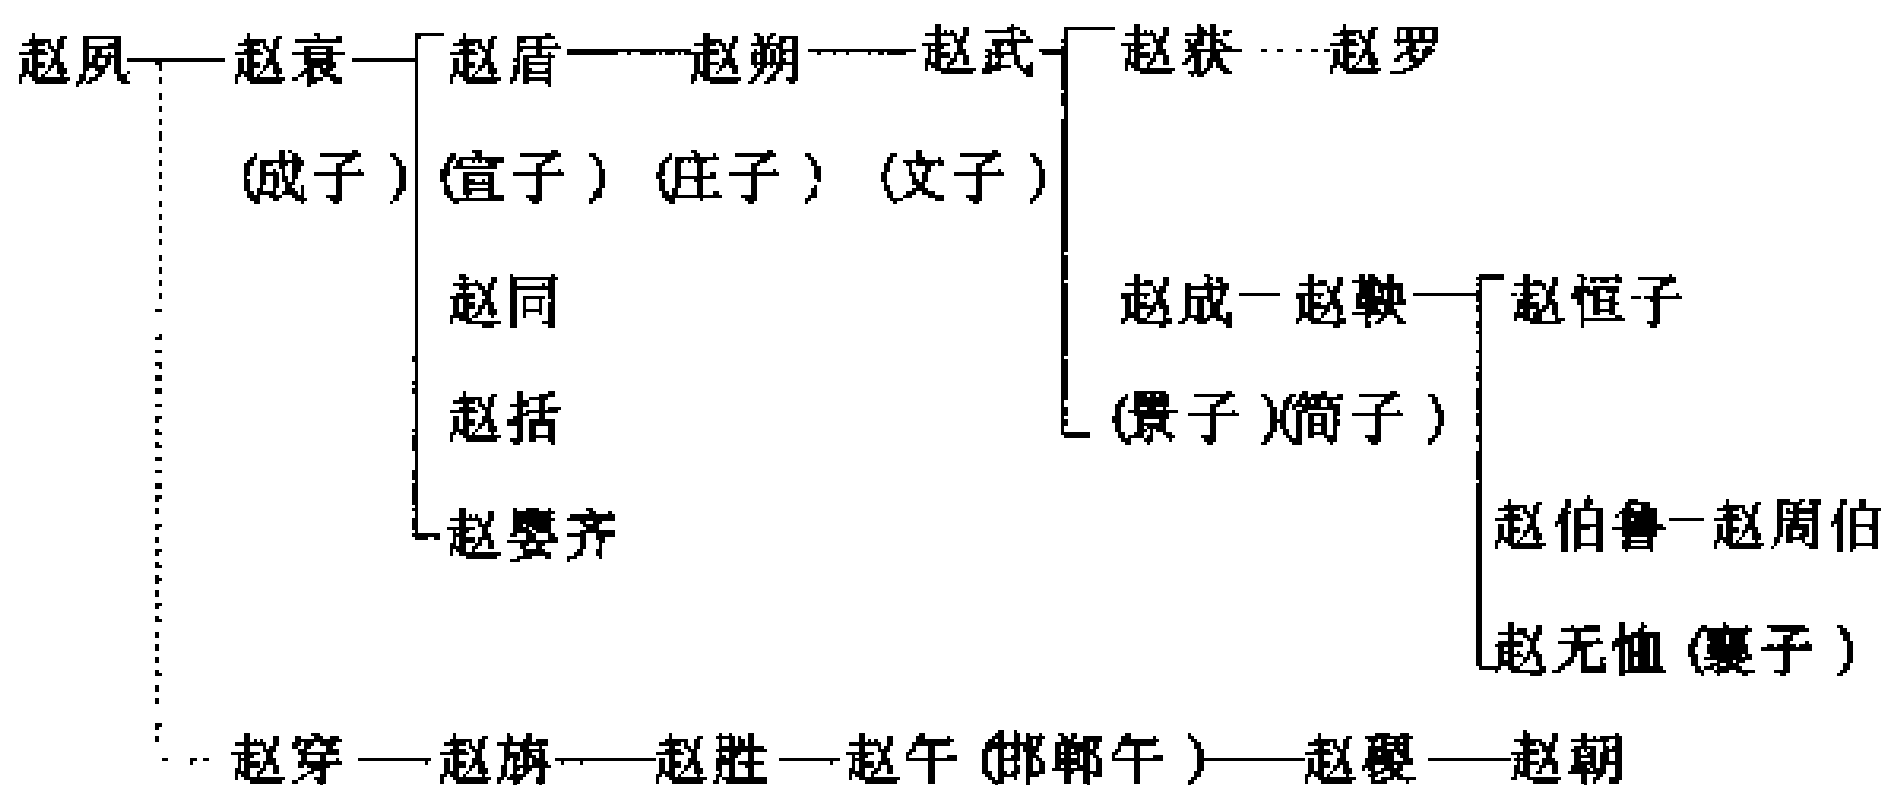 赵夙 赵衰 赵盾 赵朔 赵武 赵获 赵罗
(成子) (宣子) (庄子) (文子)
赵同 赵成 赵鞅 赵恒子
赵括 (景子) (简子)
赵婴齐 赵伯鲁 赵周伯
赵无恤 (襄子)
赵穿 赵旃 赵胜 赵午 (邯郸午) 赵稷 赵朝